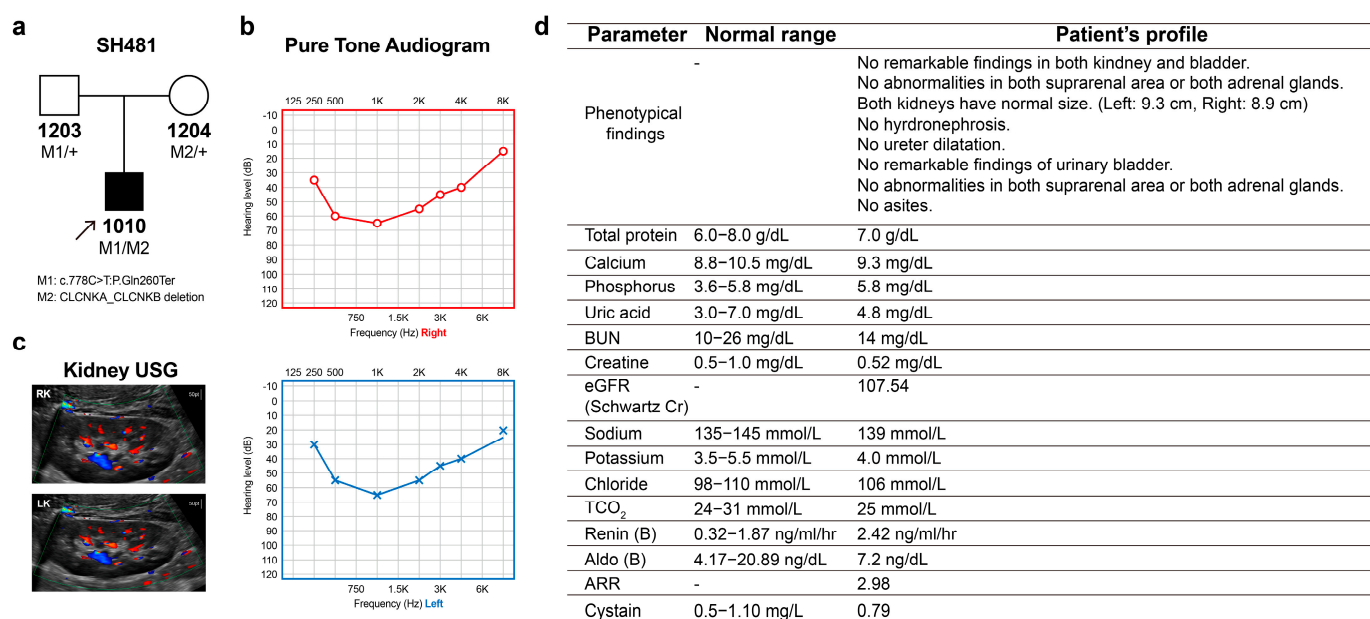 a
SH481
1203
1204
M1/+
M2/+
1010
M1/M2
M1: c.778C>T:P.Gln260Ter
M2: CLCNKA_CLCNKB deletion
b
Pure Tone Audiogram
125 250 500 1K 2K 4K 8K
-10
0
10
20
30
40
50
60
70
80
90
100
110
120
Hearing level (dB)
750 1.5K 3K 6K
Frequency (Hz) Right
125 250 500 1K 2K 4K 8K
-10
0
10
20
30
40
50
60
70
80
90
100
110
120
Hearing level (dE)
750 1.5K 3K 6K
Frequency (Hz) Left
c
Kidney USG
RK
50pt
LK
50pt
d
Parameter Normal range Patient's profile
Phenotypical findings - No remarkable findings in both kindney and bladder.
No abnormalities in both suprarenal area or both adrenal glands.
Both kidneys have normal size. (Left: 9.3 cm, Right: 8.9 cm)
No hyrdronephrosis.
No ureter dilatation.
No remarkable findings of urinary bladder.
No abnormalities in both suprarenal area or both adrenal glands.
No asites.
Total protein 6.0−8.0 g/dL 7.0 g/dL
Calcium 8.8−10.5 mg/dL 9.3 mg/dL
Phosphorus 3.6−5.8 mg/dL 5.8 mg/dL
Uric acid 3.0−7.0 mg/dL 4.8 mg/dL
BUN 10−26 mg/dL 14 mg/dL
Creatine 0.5−1.0 mg/dL 0.52 mg/dL
eGFR (Schwartz Cr) - 107.54
Sodium 135−145 mmol/L 139 mmol/L
Potassium 3.5−5.5 mmol/L 4.0 mmol/L
Chloride 98−110 mmol/L 106 mmol/L
TCO2 24−31 mmol/L 25 mmol/L
Renin (B) 0.32−1.87 ng/ml/hr 2.42 ng/ml/hr
Aldo (B) 4.17−20.89 ng/dL 7.2 ng/dL
ARR - 2.98
Cystain 0.5−1.10 mg/L 0.79